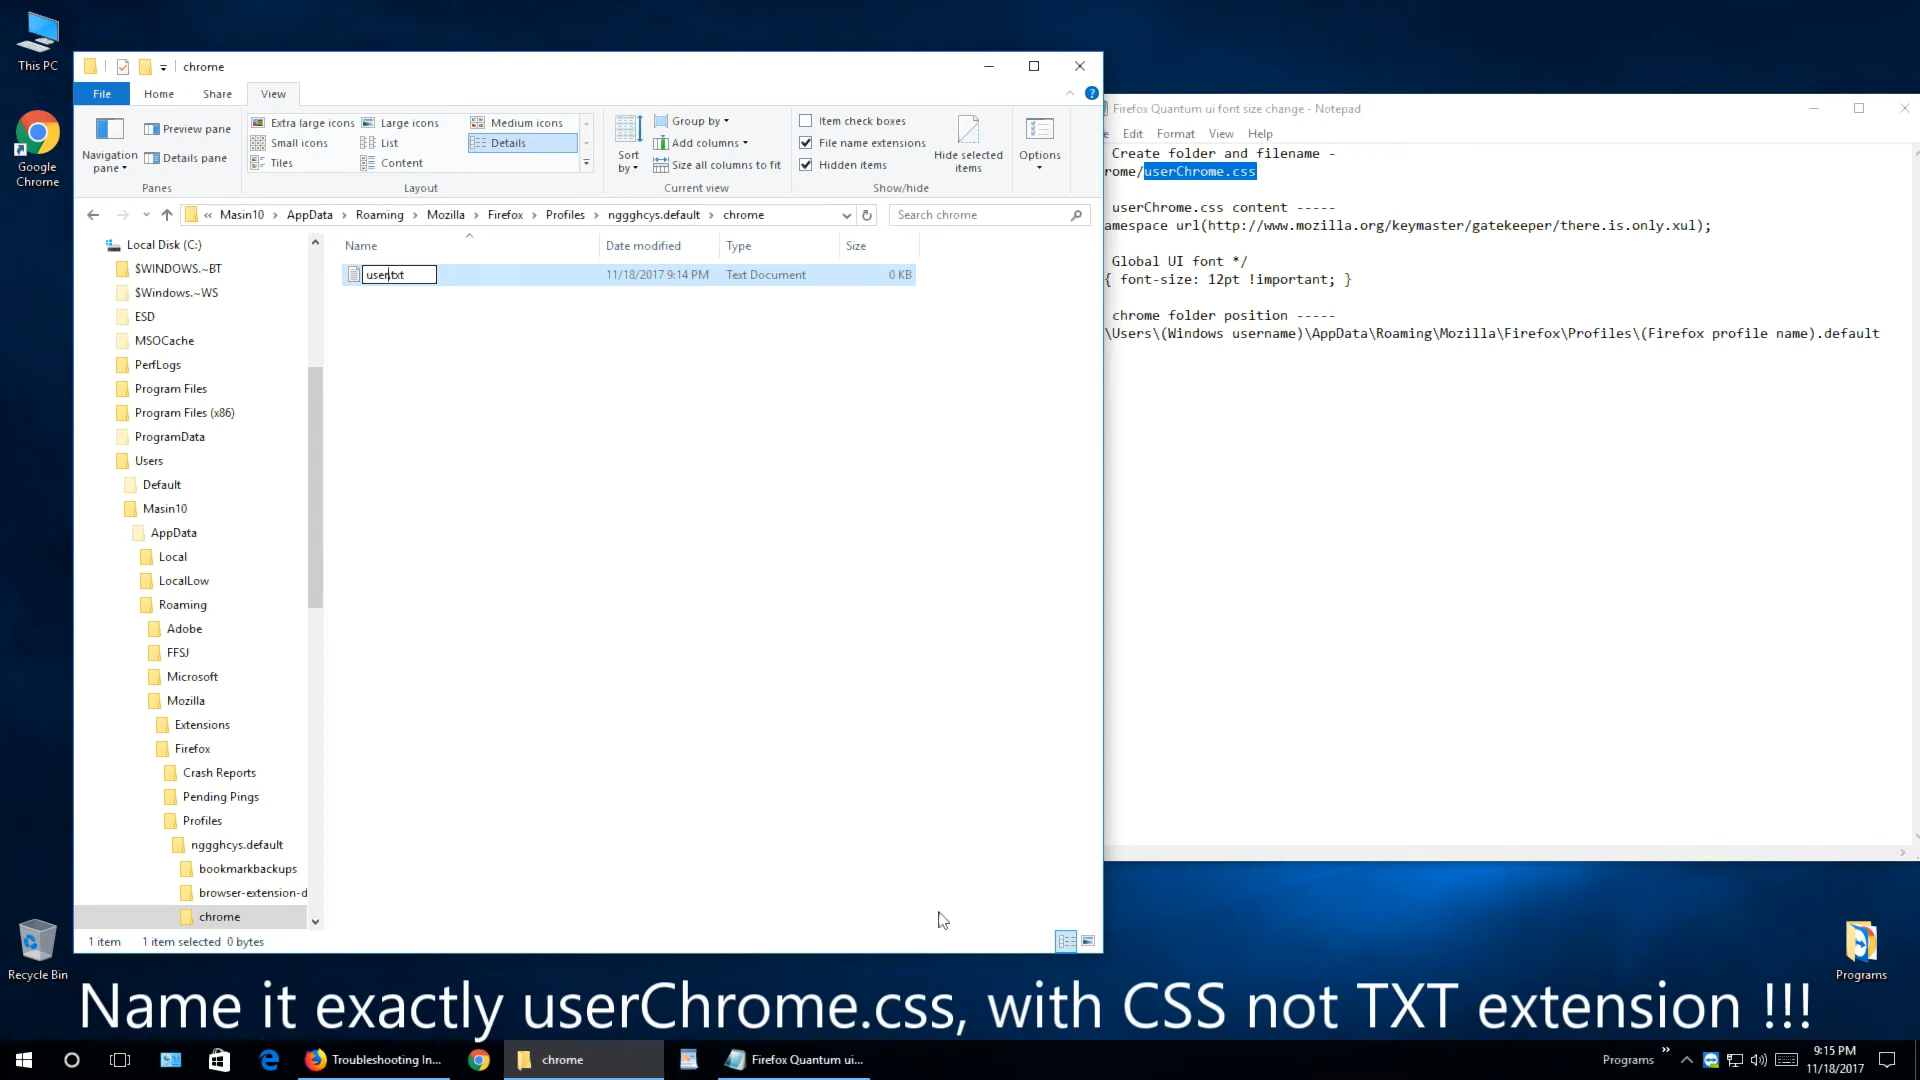 This PC
Google
Chrome
Recycle Bin
Programs
chrome
File
Home
Share
View
Navigation
pane
Preview pane
Details pane
Panes
Extra large icons
Large icons
Medium icons
Small icons
List
Details
Tiles
Content
Layout
Sort
by
Group by
Add columns
Size all columns to fit
Current view
Item check boxes
File name extensions
Hidden items
Hide selected
items
Show/hide
Options
« Masin10 > AppData > Roaming > Mozilla > Firefox > Profiles > nggghcys.default > chrome
Search chrome
Local Disk (C:)
$WINDOWS.~BT
$Windows.~WS
ESD
MSOCache
PerfLogs
Program Files
Program Files (x86)
ProgramData
Users
Default
Masin10
AppData
Local
LocalLow
Roaming
Adobe
FFSJ
Microsoft
Mozilla
Extensions
Firefox
Crash Reports
Pending Pings
Profiles
nggghcys.default
bookmarkbackups
browser-extension-d
chrome
Name
Date modified
Type
Size
user.txt
11/18/2017 9:14 PM
Text Document
0 KB
1 item
1 item selected 0 bytes
Firefox Quantum ui font size change - Notepad
Edit
Format
View
Help
Create folder and filename -
rome/userChrome.css
userChrome.css content -----
amespace url(http://www.mozilla.org/keymaster/gatekeeper/there.is.only.xul);
Global UI font */
{ font-size: 12pt !important; }
chrome folder position -----
\Users\(Windows username)\AppData\Roaming\Mozilla\Firefox\Profiles\(Firefox profile name).default
Name it exactly userChrome.css, with CSS not TXT extension !!!
Troubleshooting In...
chrome
Firefox Quantum ui...
Programs
9:15 PM
11/18/2017